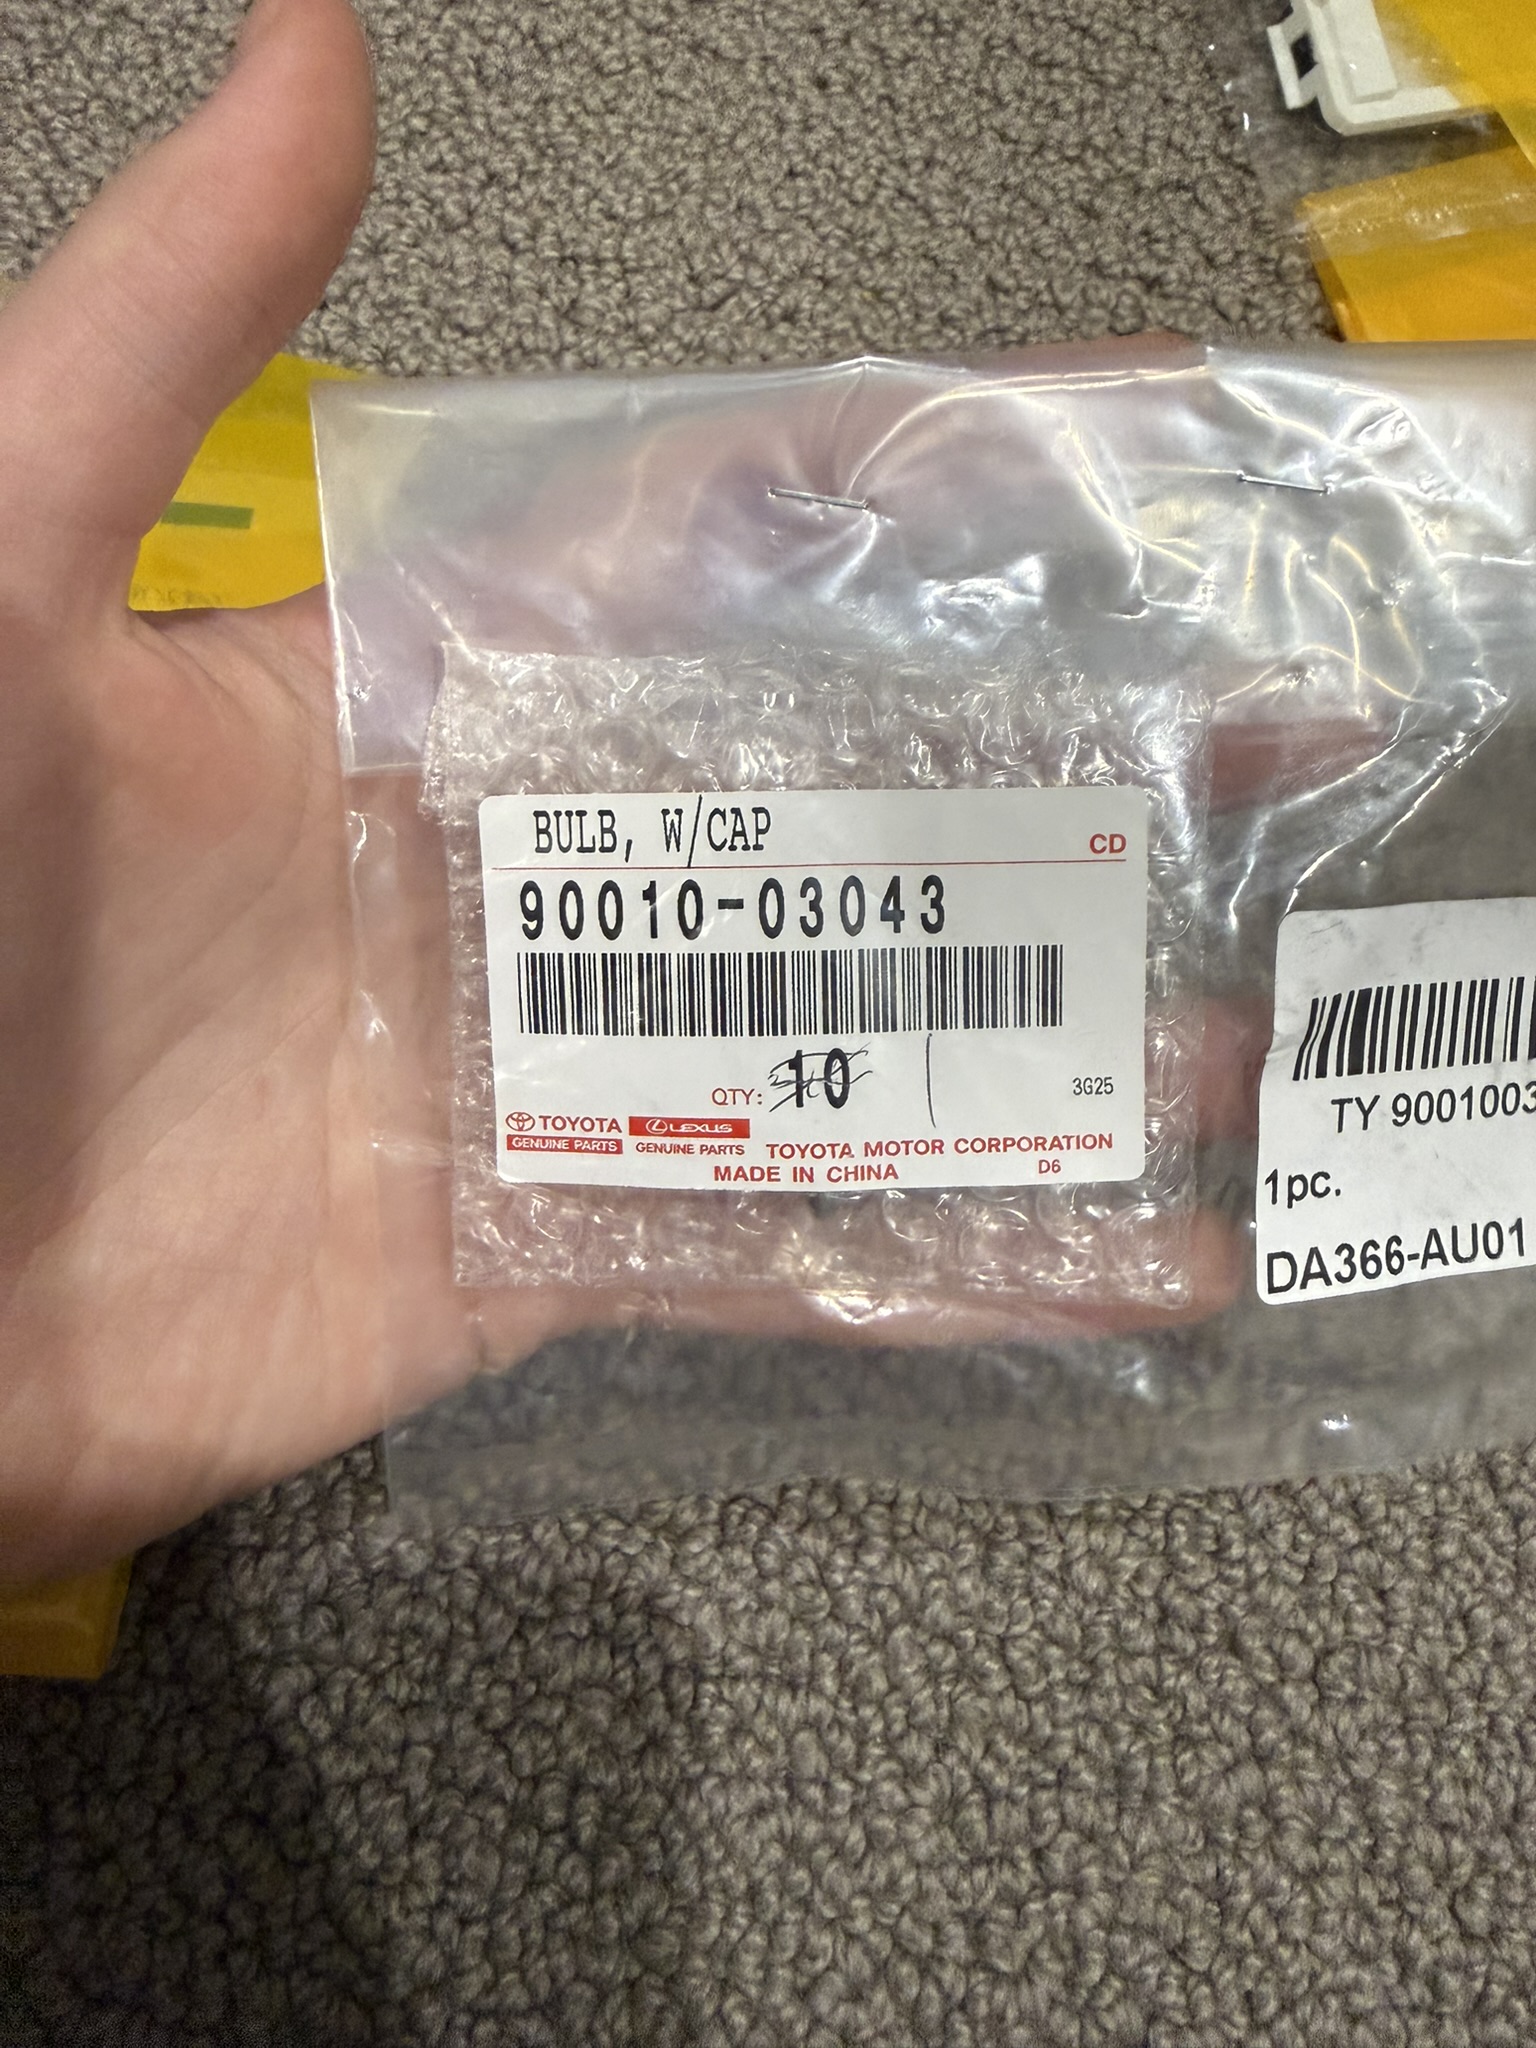 BULB, W/CAP
CD
90010-03043
QTY: 10 1
3G25
TOYOTA
GENUINE PARTS
LEXUS
GENUINE PARTS
TOYOTA MOTOR CORPORATION
MADE IN CHINA
D6
TY 9001003
1pc.
DA366-AU01